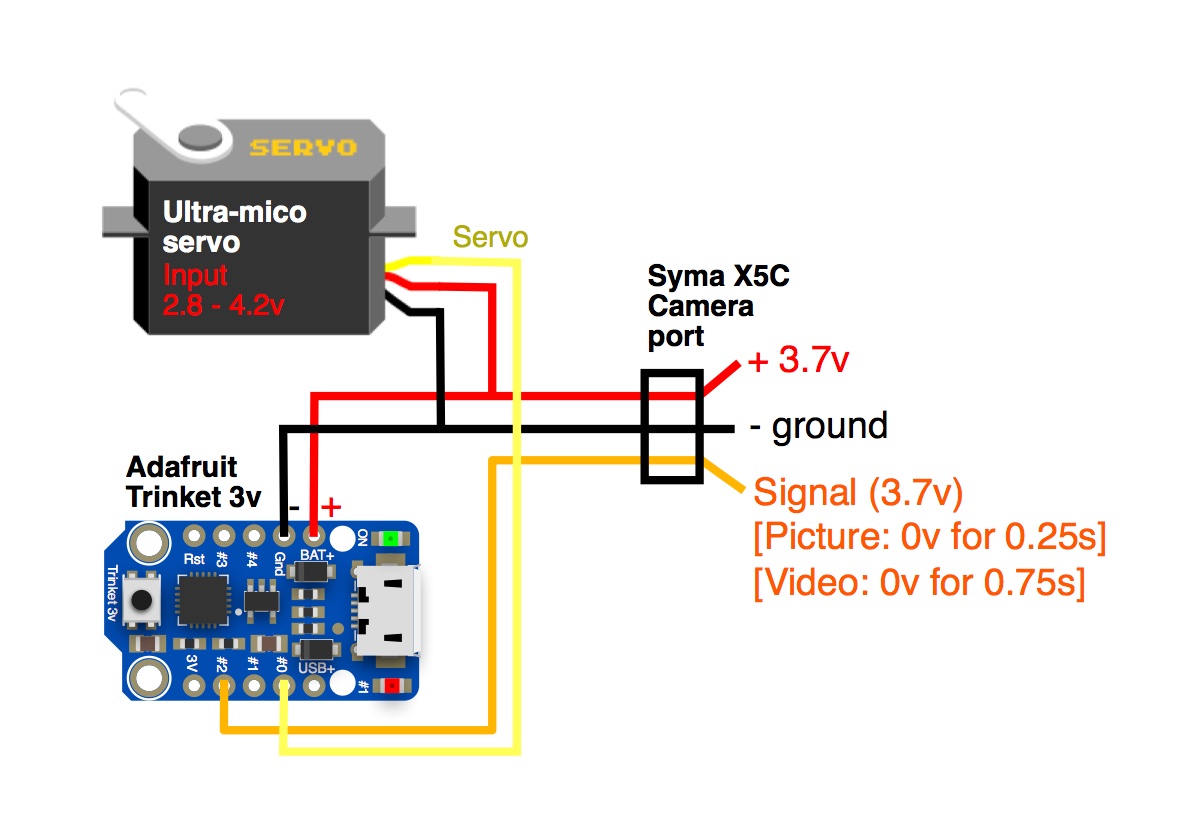 SERVO
Ultra-mico
servo
Input
2.8 - 4.2v
Servo
Syma X5C
Camera
port
+ 3.7v
- ground
Signal (3.7v)
[Picture: 0v for 0.25s]
[Video: 0v for 0.75s]
Adafruit
Trinket 3v
- +
Rst #3 #4 Gnd BAT+ ON
Trinket 3v
3V #2 #1 #0 USB+ #1